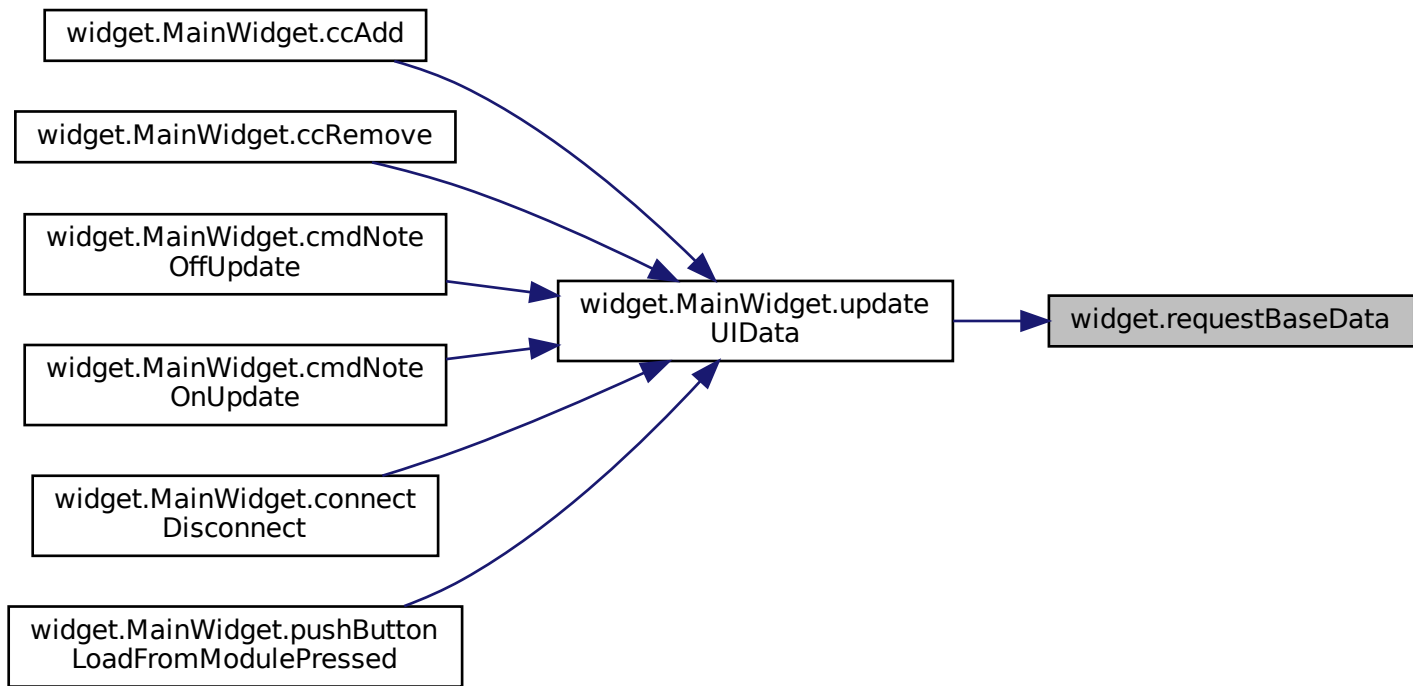 widget.MainWidget.ccAdd
widget.MainWidget.ccRemove
widget.MainWidget.cmdNote
OffUpdate
widget.MainWidget.cmdNote
OnUpdate
widget.MainWidget.connect
Disconnect
widget.MainWidget.pushButton
LoadFromModulePressed
widget.MainWidget.update
UIData
widget.requestBaseData